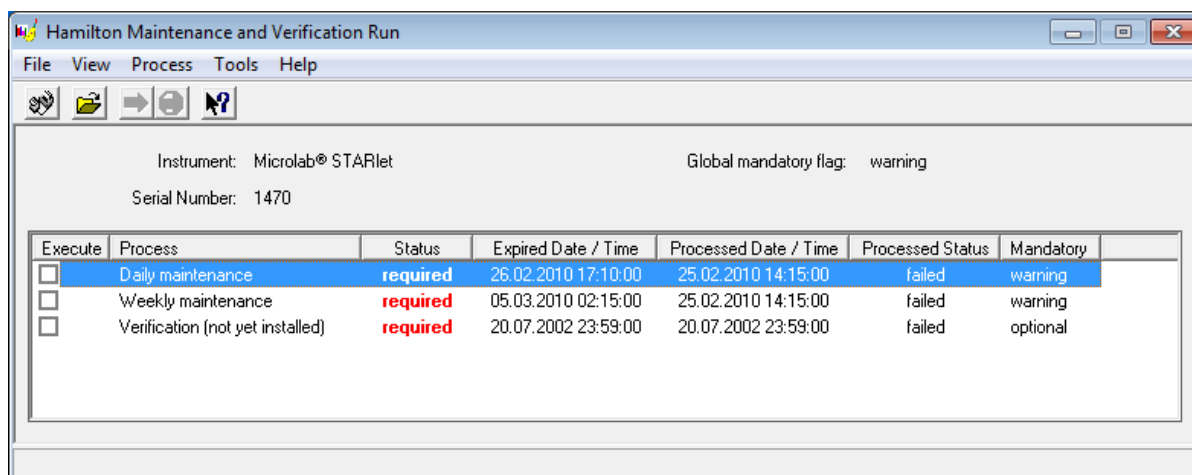 Hamilton Maintenance and Verification Run
File View Process Tools Help
Instrument: Microlab® STARlet Global mandatory flag: warning
Serial Number: 1470
Execute Process Status Expired Date / Time Processed Date / Time Processed Status Mandatory
Daily maintenance required 26.02.2010 17:10:00 25.02.2010 14:15:00 failed warning
Weekly maintenance required 05.03.2010 02:15:00 25.02.2010 14:15:00 failed warning
Verification (not yet installed) required 20.07.2002 23:59:00 20.07.2002 23:59:00 failed optional